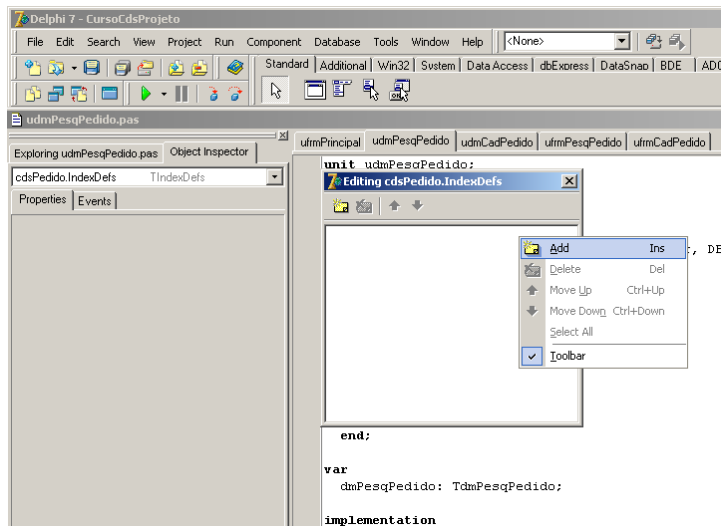 Delphi 7 - CursoCdsProjeto
File Edit Search View Project Run Component Database Tools Window Help <None>
Standard Additional Win32 System Data Access dbExpress DataSnap BDE
udmPesqPedido.pas
Exploring udmPesqPedido.pas Object Inspector
ufrmPrincipal udmPesqPedido udmCadPedido ufrmPesqPedido ufrmCadPedido
cdsPedido.IndexDefs TIndexDefs
Properties Events
unit udmPesqPedido;
Editing cdsPedido.IndexDefs
Add Ins
Delete Del
Move Up Ctrl+Up
Move Down Ctrl+Down
Select All
Toolbar
end;
var
dmPesqPedido: TdmPesqPedido;
implementation